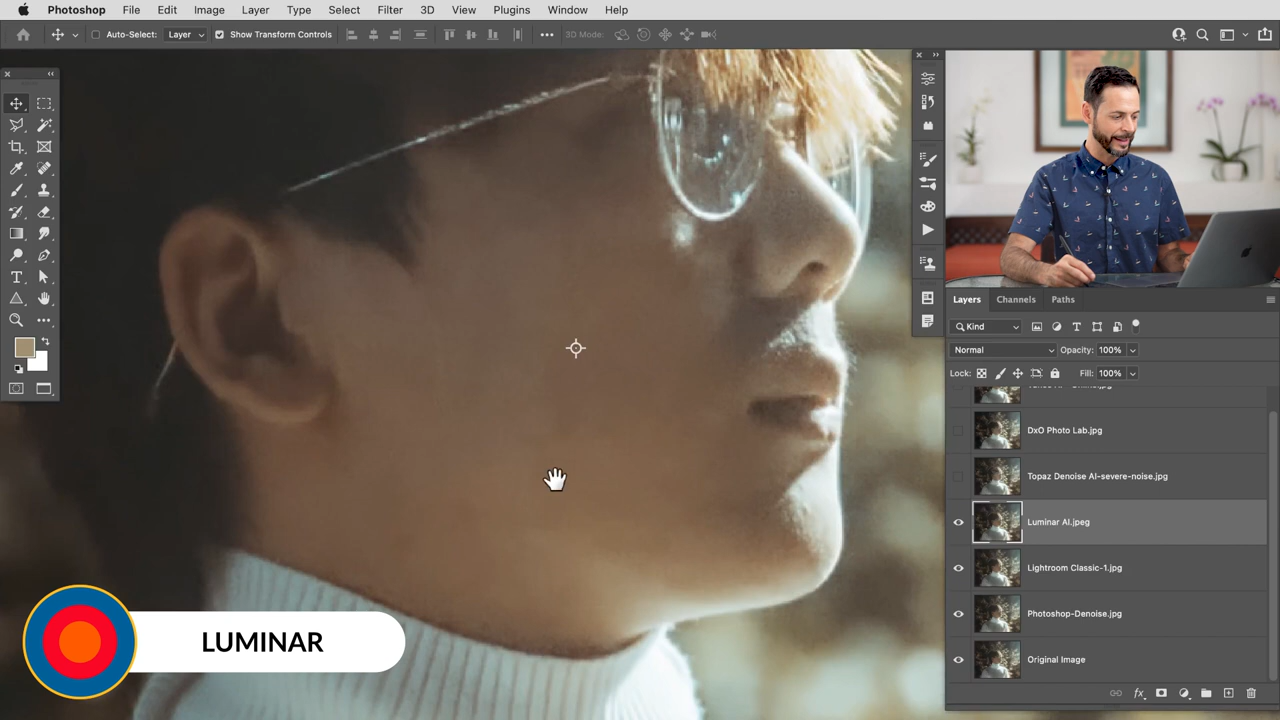 Photoshop File Edit Image Layer Type Select Filter 3D View Plugins Window Help
Auto-Select: Layer Show Transform Controls 3D Mode:
Layers Channels Paths
Kind
Normal Opacity: 100%
Lock: Fill: 100%
DxO Photo Lab.jpg
Topaz Denoise AI-severe-noise.jpg
Luminar AI.jpeg
Lightroom Classic-1.jpg
Photoshop-Denoise.jpg
Original Image
LUMINAR